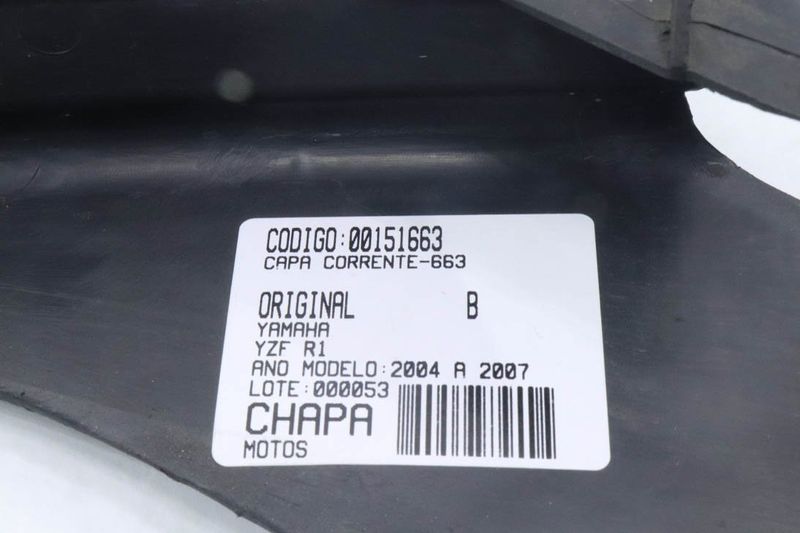 CODIGO:00151663
CAPA CORRENTE-663
ORIGINAL B
YAMAHA
YZF R1
ANO MODELO:2004 A 2007
LOTE:000053
CHAPA
MOTOS